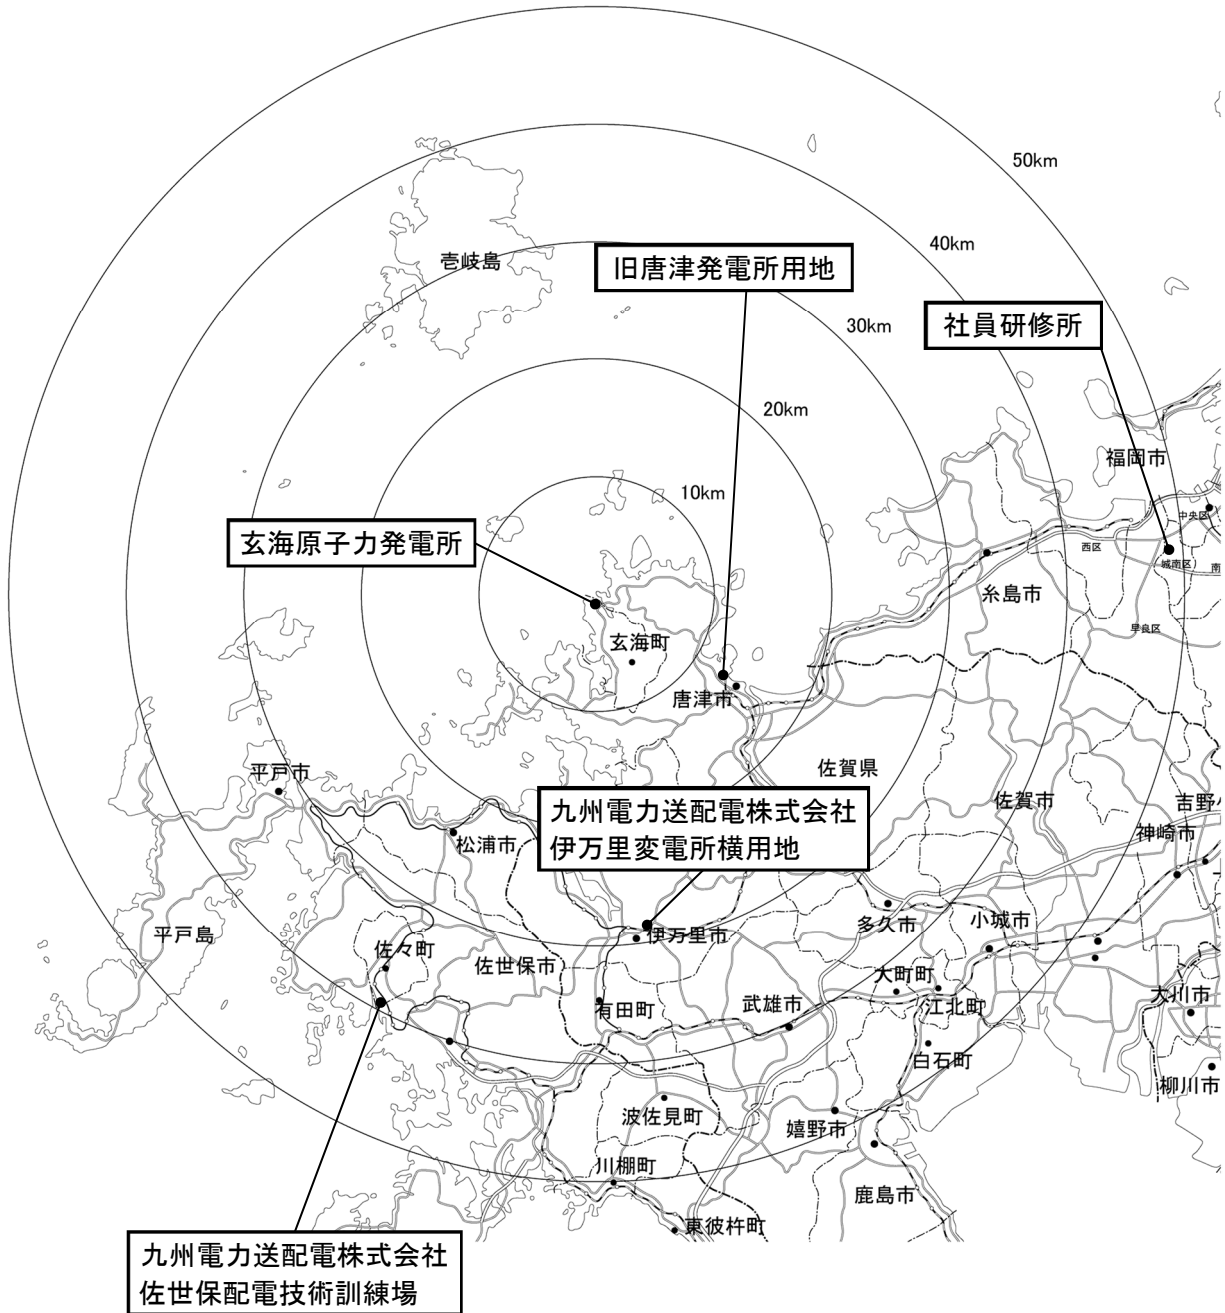 50km
40km
壱岐島
旧唐津発電所用地
30km
社員研修所
20km
福岡市
10km
中央区
玄海原子力発電所
西区
城南区
南
糸島市
早良区
玄海町
唐津市
佐賀県
平戸市
佐賀市
吉野
九州電力送配電株式会社
伊万里変電所横用地
神崎市
松浦市
多久市
小城市
平戸島
伊万里市
佐々町
佐世保市
大町町
大川市
有田町
武雄市
江北町
白石町
柳川市
波佐見町
嬉野市
川棚町
鹿島市
東彼杵町
九州電力送配電株式会社
佐世保配電技術訓練場